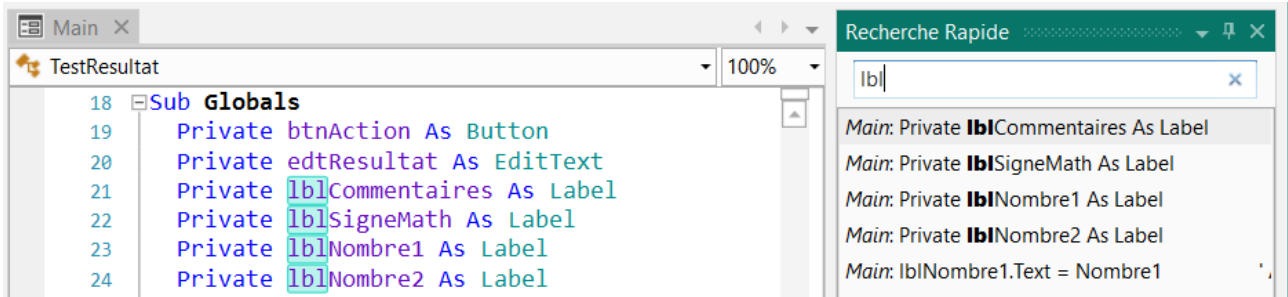 Main
TestResultat
100%
18 Sub Globals
19 Private btnAction As Button
20 Private edtResultat As EditText
21 Private lblCommentaires As Label
22 Private lblSigneMath As Label
23 Private lblNombre1 As Label
24 Private lblNombre2 As Label
Recherche Rapide
lbl
Main: Private lblCommentaires As Label
Main: Private lblSigneMath As Label
Main: Private lblNombre1 As Label
Main: Private lblNombre2 As Label
Main: lblNombre1.Text = Nombre1 '